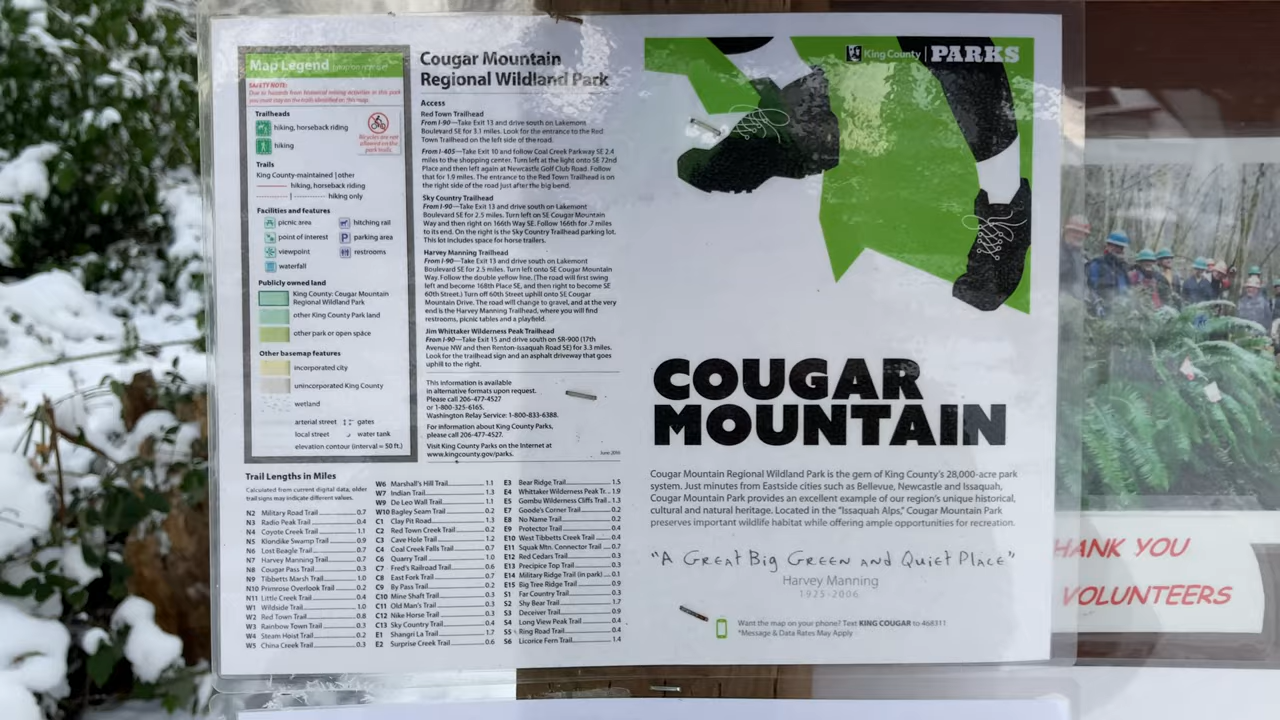 Map Legend
SAFETY NOTE:
Due to hazards from historical mining activities in this park
you must stay on the trails identified on this map.
Trailheads
hiking, horseback riding
hiking
Bicycles are not
allowed on the
park trails.
Trails
King County-maintained | other
hiking, horseback riding
hiking only
Facilities and features
picnic area
hitching rail
point of interest
parking area
viewpoint
restrooms
waterfall
Publicly owned land
King County: Cougar Mountain
Regional Wildland Park
other King County Park land
other park or open space
Other basemap features
incorporated city
unincorporated King County
wetland
arterial street
gates
local street
water tank
elevation contour (interval = 50 ft.)
Cougar Mountain
Regional Wildland Park
Access
Red Town Trailhead
From I-90—Take Exit 13 and drive south on Lakemont
Boulevard SE for 3.1 miles. Look for the entrance to the Red
Town Trailhead on the left side of the road.
From I-405—Take Exit 10 and follow Coal Creek Parkway SE 2.4
miles to the shopping center. Turn left at the light onto SE 72nd
Place and then left again at Newcastle Golf Club Road. Follow
that for 1.9 miles. The entrance to the Red Town Trailhead is on
the right side of the road just after the big bend.
Sky Country Trailhead
From I-90—Take Exit 13 and drive south on Lakemont
Boulevard SE for 2.5 miles. Turn left on SE Cougar Mountain
Way and then right on 166th Way SE. Follow 166th for .7 miles
to its end. On the right is the Sky Country Trailhead parking lot.
This lot includes space for horse trailers.
Harvey Manning Trailhead
From I-90—Take Exit 13 and drive south on Lakemont
Boulevard SE for 2.5 miles. Turn left onto SE Cougar Mountain
Way. Follow the double yellow line. (The road will first swing
left and become 168th Place SE, and then right to become SE
60th Street.) Turn off 60th Street uphill onto SE Cougar
Mountain Drive. The road will change to gravel, and at the very
end is the Harvey Manning Trailhead, where you will find
restrooms, picnic tables and a playfield.
Jim Whittaker Wilderness Peak Trailhead
From I-90—Take Exit 15 and drive south on SR-900 (17th
Avenue NW and then Renton-Issaquah Road SE) for 3.3 miles.
Look for the trailhead sign and an asphalt driveway that goes
uphill to the right.
This information is available
in alternative formats upon request.
Please call 206-477-4527
or 1-800-325-6165.
Washington Relay Service: 1-800-833-6388.
For information about King County Parks,
please call 206-477-4527.
Visit King County Parks on the Internet at
www.kingcounty.gov/parks.
June 2016
Trail Lengths in Miles
Calculated from current digital data, older
trail signs may indicate different values.
N2 Military Road Trail 0.7
N3 Radio Peak Trail 0.4
N4 Coyote Creek Trail 1.1
N5 Klondike Swamp Trail 0.9
N6 Lost Beagle Trail 0.7
N7 Harvey Manning Trail 0.7
N8 Cougar Pass Trail 0.3
N9 Tibbetts Marsh Trail 1.0
N10 Primrose Overlook Trail 0.2
N11 Little Creek Trail 0.4
W1 Wildside Trail 1.0
W2 Red Town Trail 0.8
W3 Rainbow Town Trail 0.3
W4 Steam Hoist Trail 0.2
W5 China Creek Trail 0.3
W6 Marshall's Hill Trail 1.1
W7 Indian Trail 1.3
W9 De Leo Wall Trail 1.1
W10 Bagley Seam Trail 0.2
C1 Clay Pit Road 1.3
C2 Red Town Creek Trail 0.2
C3 Cave Hole Trail 1.2
C4 Coal Creek Falls Trail 0.7
C6 Quarry Trail 1.0
C7 Fred's Railroad Trail 0.6
C8 East Fork Trail 0.7
C9 By Pass Trail 0.2
C10 Mine Shaft Trail 0.3
C11 Old Man's Trail 0.3
C12 Nike Horse Trail 0.3
C13 Sky Country Trail 0.4
E1 Shangri La Trail 1.7
E2 Surprise Creek Trail 0.6
E3 Bear Ridge Trail 1.5
E4 Whittaker Wilderness Peak Tr. 1.9
E5 Gombu Wilderness Cliffs Trail 1.3
E7 Goode's Corner Trail 0.2
E8 No Name Trail 0.2
E9 Protector Trail 0.4
E10 West Tibbetts Creek Trail 0.4
E11 Squak Mtn. Connector Trail 0.7
E12 Red Cedars Trail 0.3
E13 Precipice Top Trail 0.3
E14 Military Ridge Trail (in park) 0.1
E15 Big Tree Ridge Trail 0.9
S1 Far Country Trail 0.3
S2 Shy Bear Trail 1.7
S3 Deceiver Trail 0.9
S4 Long View Peak Trail 0.4
S5 Ring Road Trail 0.4
S6 Licorice Fern Trail 1.4
King County | PARKS
COUGAR
MOUNTAIN
Cougar Mountain Regional Wildland Park is the gem of King County's 28,000-acre park
system. Just minutes from Eastside cities such as Bellevue, Newcastle and Issaquah,
Cougar Mountain Park provides an excellent example of our region's unique historical,
cultural and natural heritage. Located in the "Issaquah Alps," Cougar Mountain Park
preserves important wildlife habitat while offering ample opportunities for recreation.
"A Great Big Green and Quiet Place"
Harvey Manning
1925-2006
Want the map on your phone? Text KING COUGAR to 468311
*Message & Data Rates May Apply
HANK YOU
VOLUNTEERS